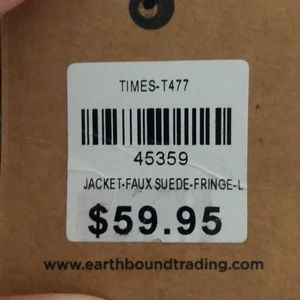 TIMES-T477
45359
JACKET-FAUX SUEDE-FRINGE-L
$59.95
www.earthboundtrading.com